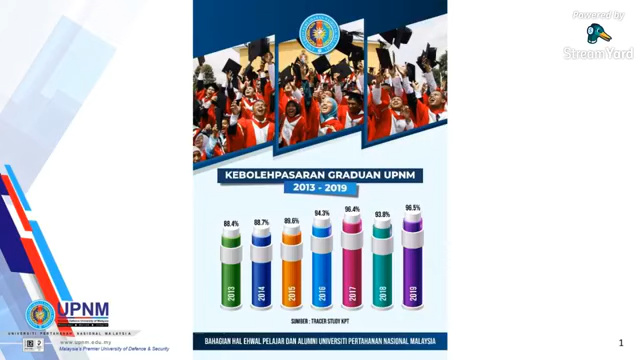 Powered by
StreamYard
KEBOLEHPASARAN GRADUAN UPNM
2013 - 2019
88.4%
88.7%
89.6%
94.3%
96.4%
93.8%
96.5%
2013
2014
2015
2016
2017
2018
2019
SUMBER : TRACER STUDY KPT
BAHAGIAN HAL EHWAL PELAJAR DAN ALUMNI UNIVERSITI PERTAHANAN NASIONAL MALAYSIA
UPNM
UNIVERSITI PERTAHANAN NASIONAL MALAYSIA
www.upnm.edu.my
Malaysia's Premier University of Defence & Security
1